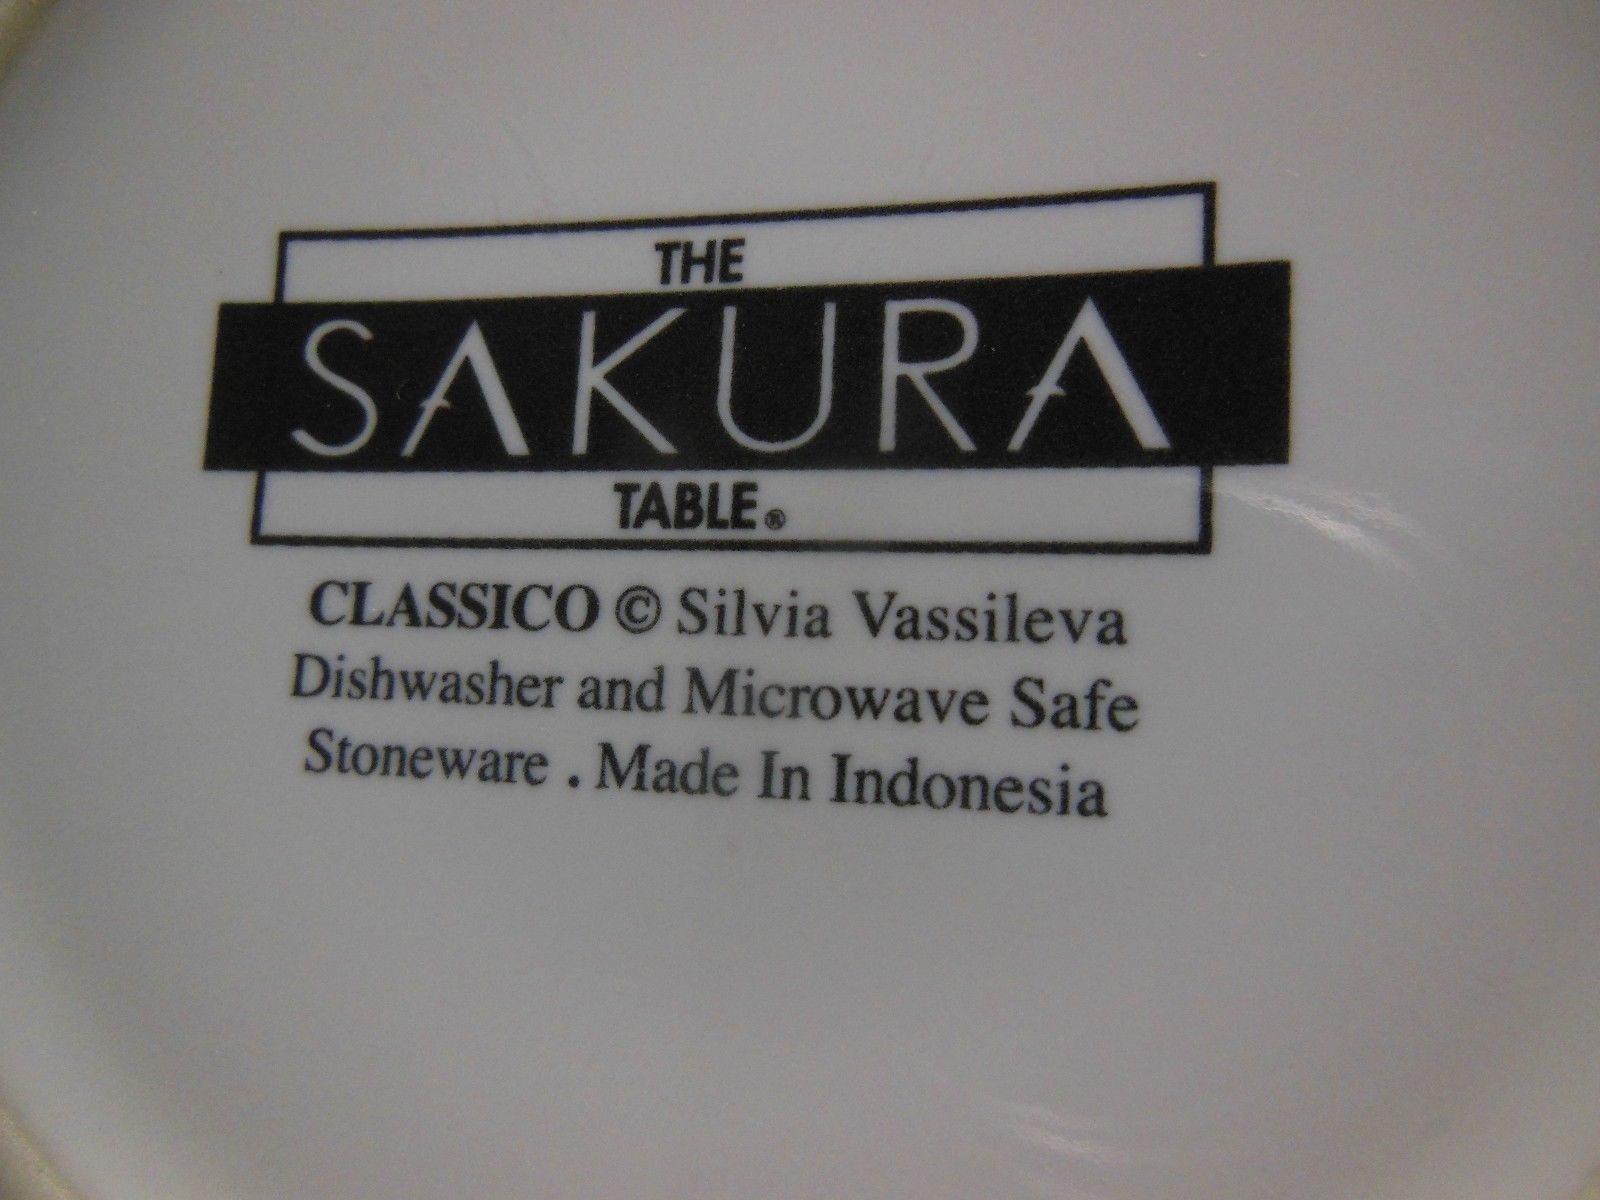 THE
SAKURA
TABLE®
CLASSICO © Silvia Vassileva
Dishwasher and Microwave Safe
Stoneware . Made In Indonesia